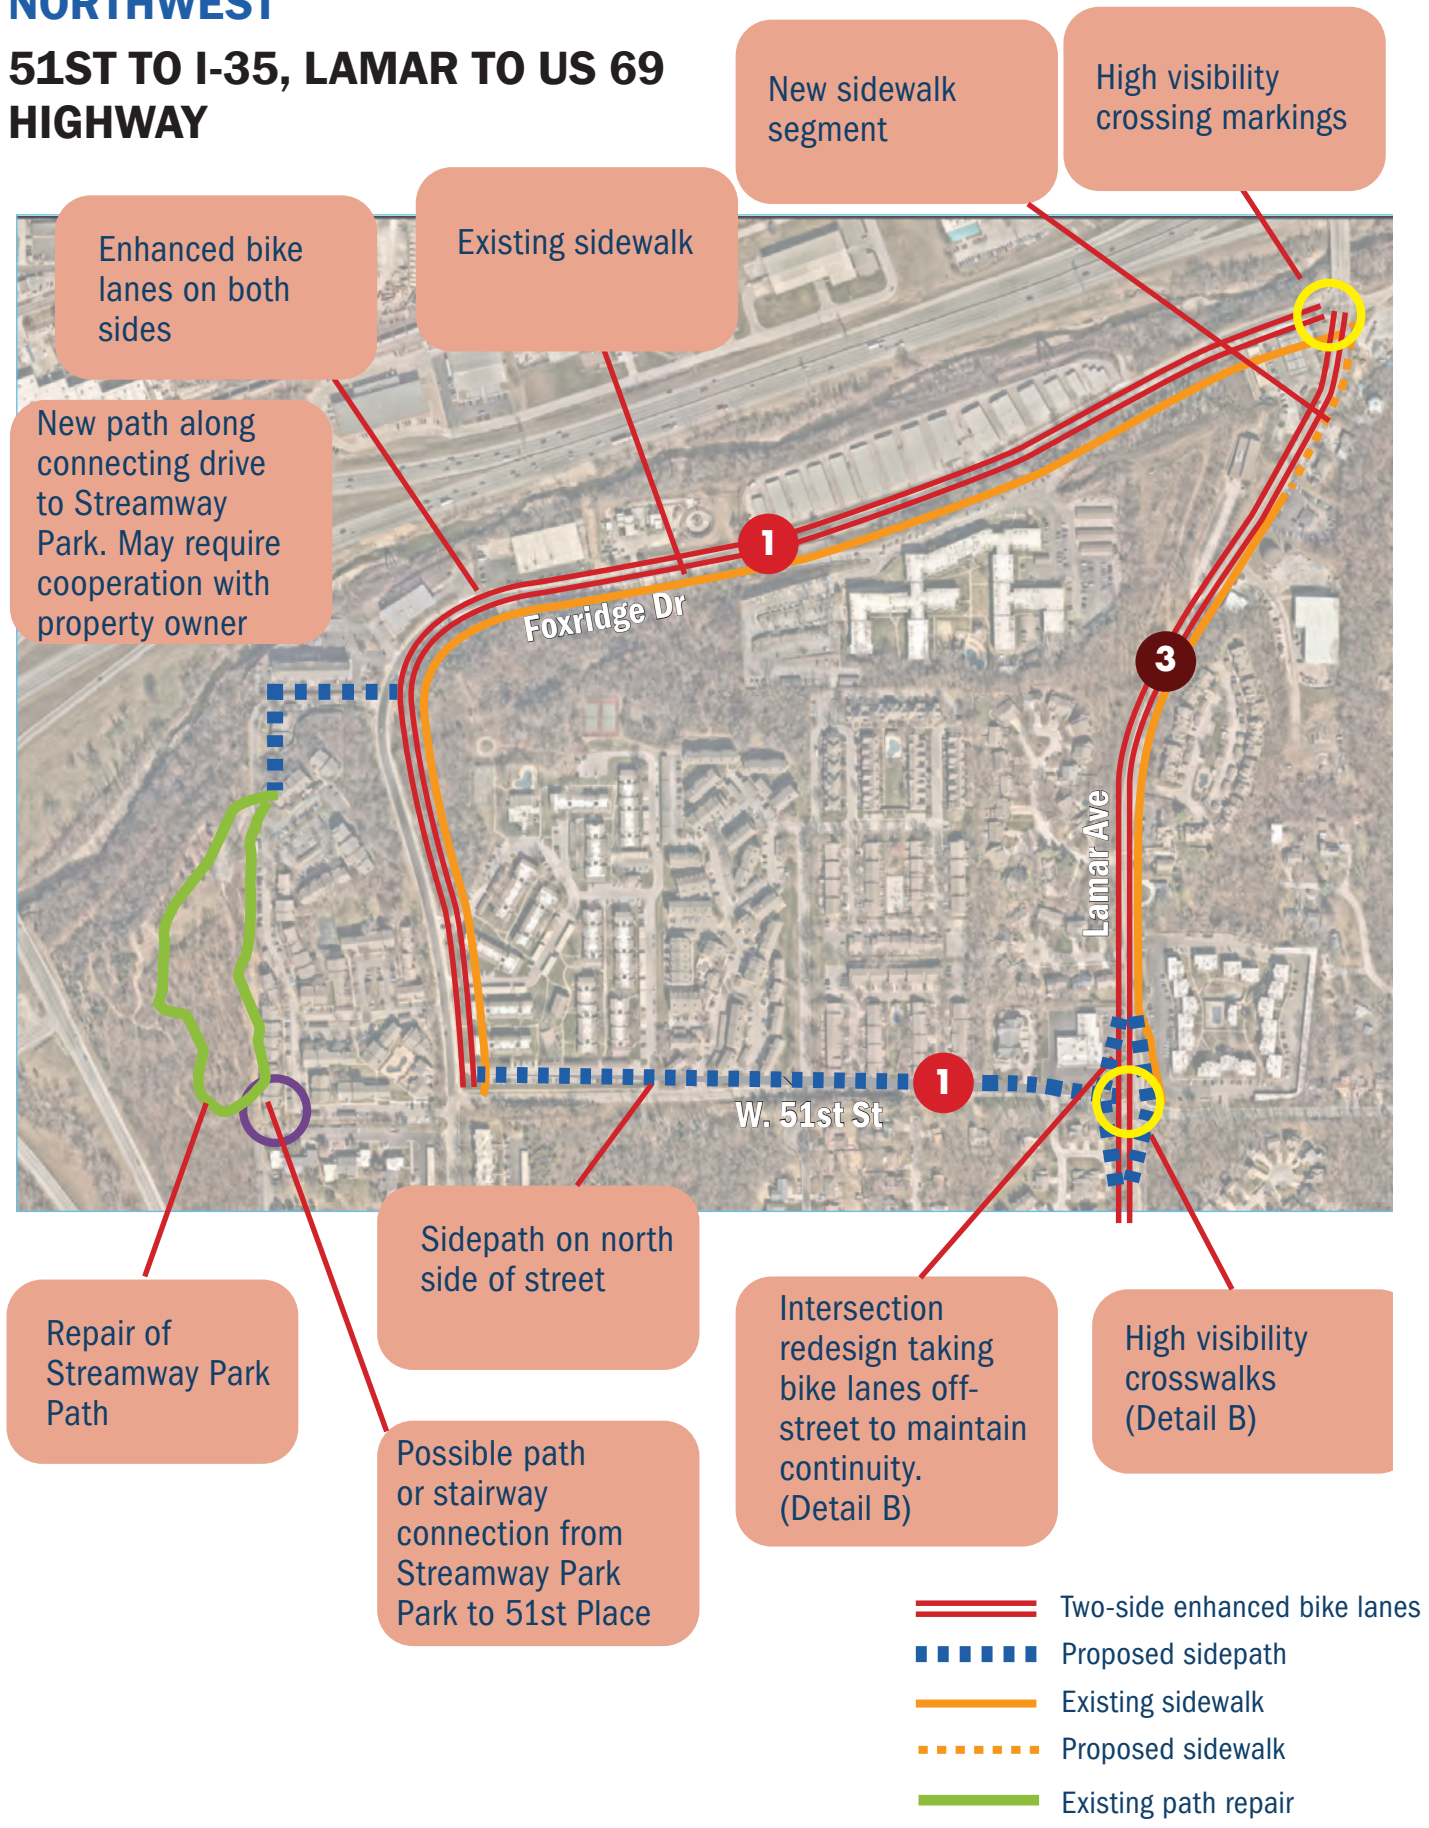 NORTHWEST
51ST TO I-35, LAMAR TO US 69
HIGHWAY
New sidewalk
segment
High visibility
crossing markings
Enhanced bike
lanes on both
sides
Existing sidewalk
New path along
connecting drive
to Streamway
Park. May require
cooperation with
property owner
1
Foxridge Dr
3
Lamar Ave
1
W. 51st St
Sidepath on north
side of street
Repair of
Streamway Park
Path
Possible path
or stairway
connection from
Streamway Park
Park to 51st Place
Intersection
redesign taking
bike lanes off-
street to maintain
continuity.
(Detail B)
High visibility
crosswalks
(Detail B)
Two-side enhanced bike lanes
Proposed sidepath
Existing sidewalk
Proposed sidewalk
Existing path repair